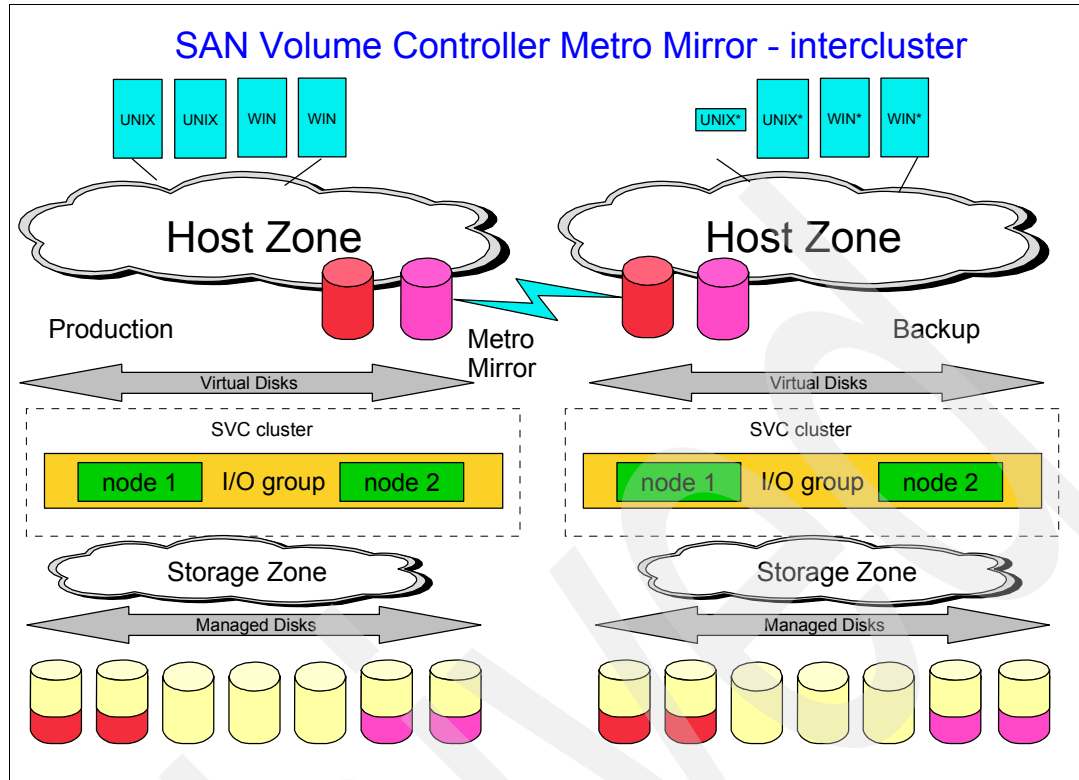 SAN Volume Controller Metro Mirror - intercluster
UNIX
UNIX
WIN
WIN
UNIX*
UNIX*
WIN*
WIN*
Host Zone
Host Zone
Production
Metro
Mirror
Backup
Virtual Disks
Virtual Disks
SVC cluster
SVC cluster
node 1
I/O group
node 2
node 1
I/O group
node 2
Storage Zone
Storage Zone
Managed Disks
Managed Disks